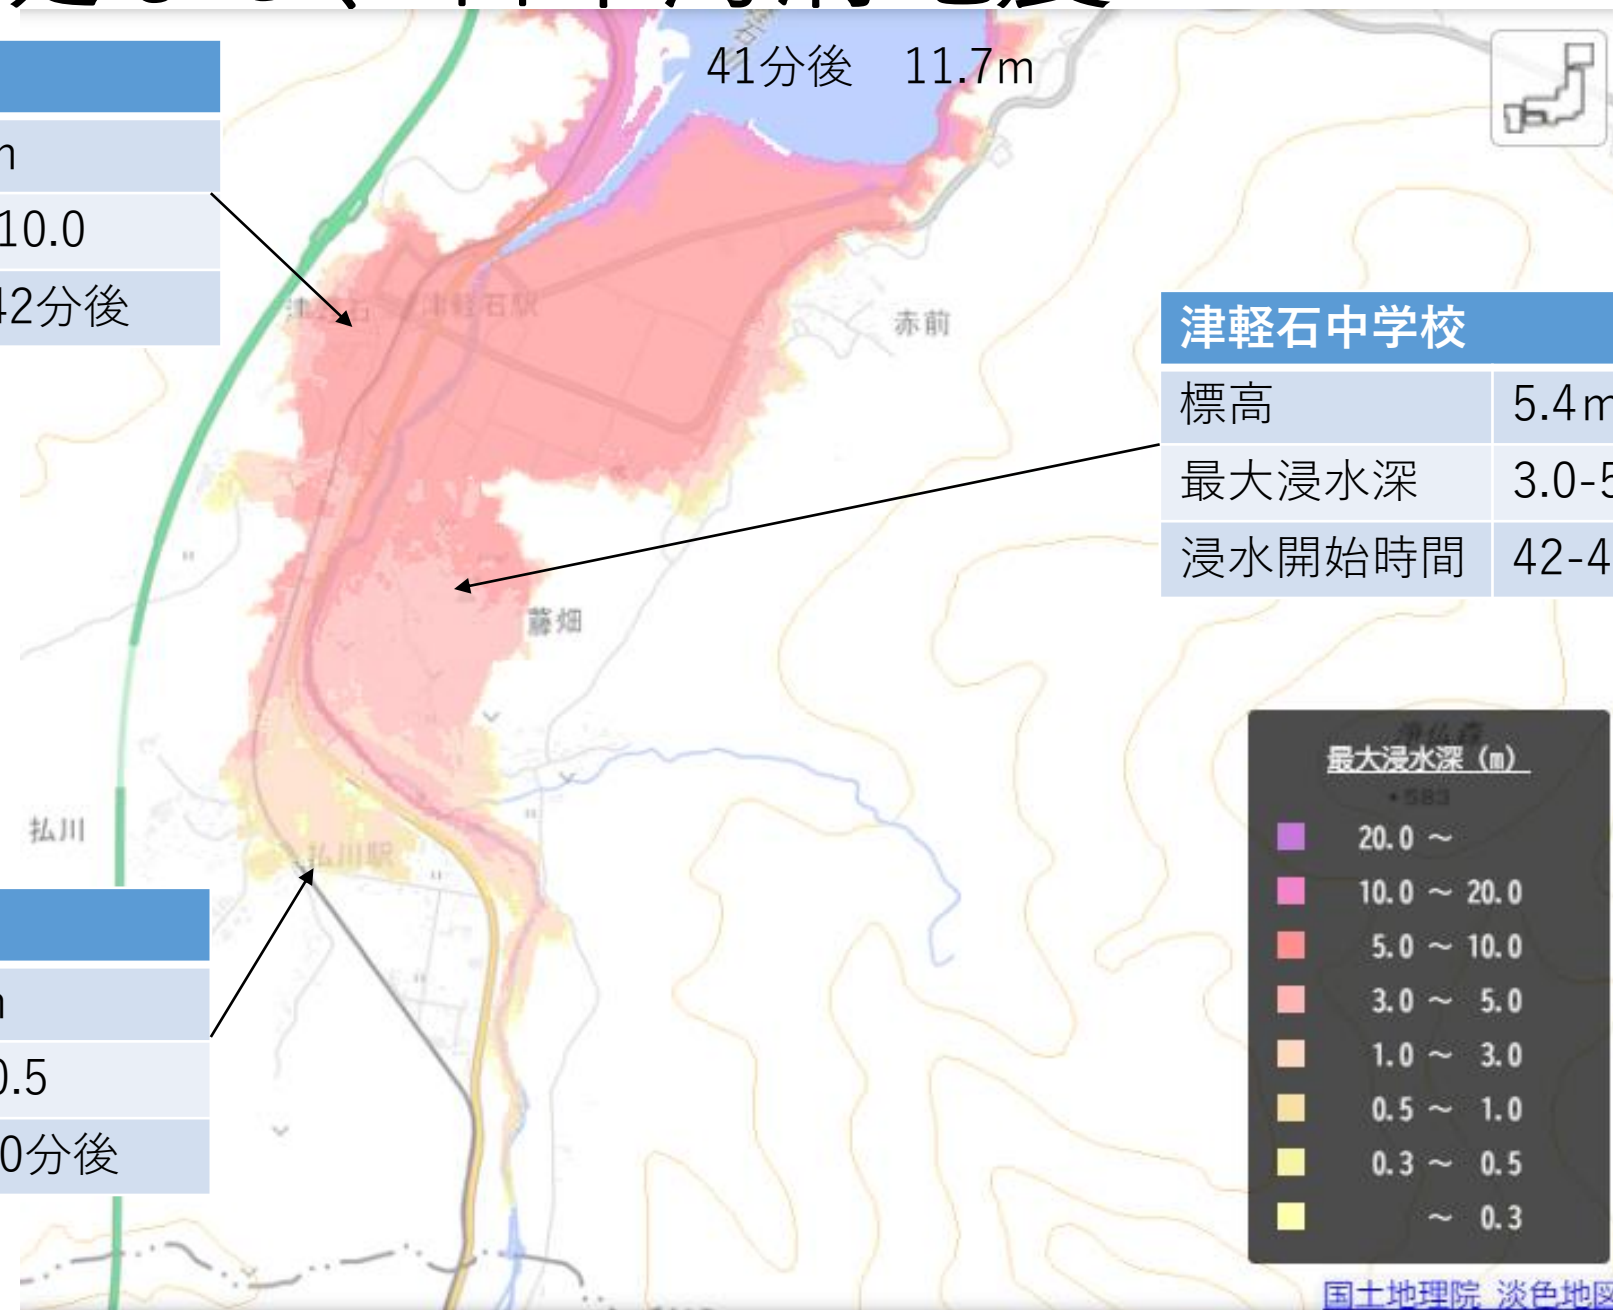 41分後 11.7m
m
10.0
42分後
津軽石駅
赤前
津軽石中学校
標高 5.4m
最大浸水深 3.0-5
浸水開始時間 42-4
藤畑
払川
払川駅
m
0.5
0分後
最大浸水深 (m)
・583
20.0 ～
10.0 ～ 20.0
5.0 ～ 10.0
3.0 ～ 5.0
1.0 ～ 3.0
0.5 ～ 1.0
0.3 ～ 0.5
～ 0.3
国土地理院 淡色地図